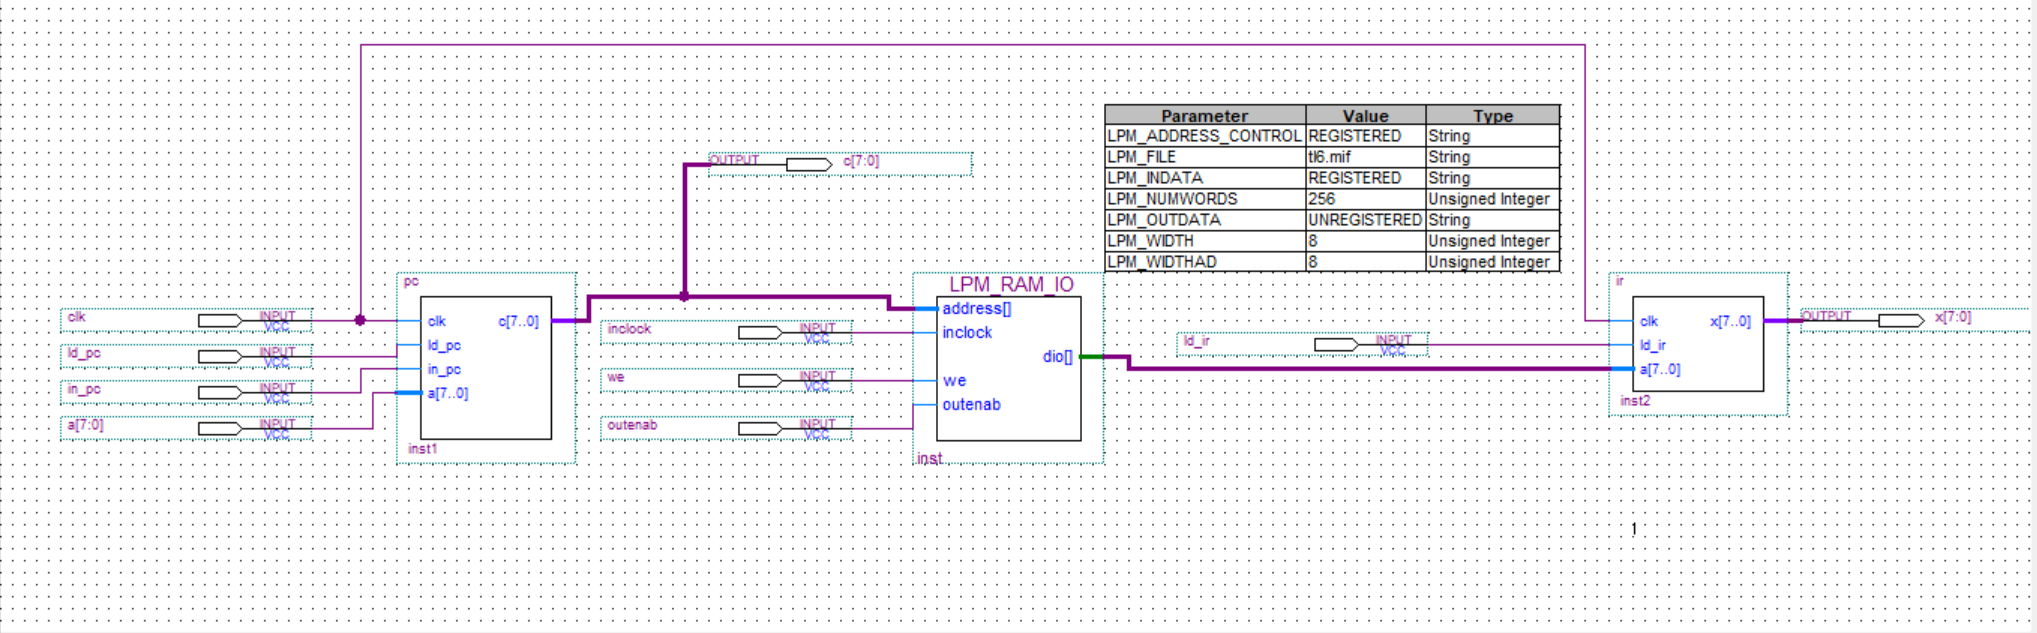 Parameter Value Type
LPM_ADDRESS_CONTROL REGISTERED String
LPM_FILE tl6.mif String
LPM_INDATA REGISTERED String
LPM_NUMWORDS 256 Unsigned Integer
LPM_OUTDATA UNREGISTERED String
LPM_WIDTH 8 Unsigned Integer
LPM_WIDTHAD 8 Unsigned Integer
OUTPUT c[7:0]
clk INPUT
VCC
ld_pc INPUT
VCC
in_pc INPUT
VCC
a[7:0] INPUT
VCC
pc
clk c[7..0]
ld_pc
in_pc
a[7..0]
inst1
inclock INPUT
VCC
we INPUT
VCC
outenab INPUT
VCC
LPM_RAM_IO
address[]
inclock
dio[]
we
outenab
inst
ld_ir INPUT
VCC
ir
clk x[7..0]
ld_ir
a[7..0]
inst2
OUTPUT x[7:0]
1